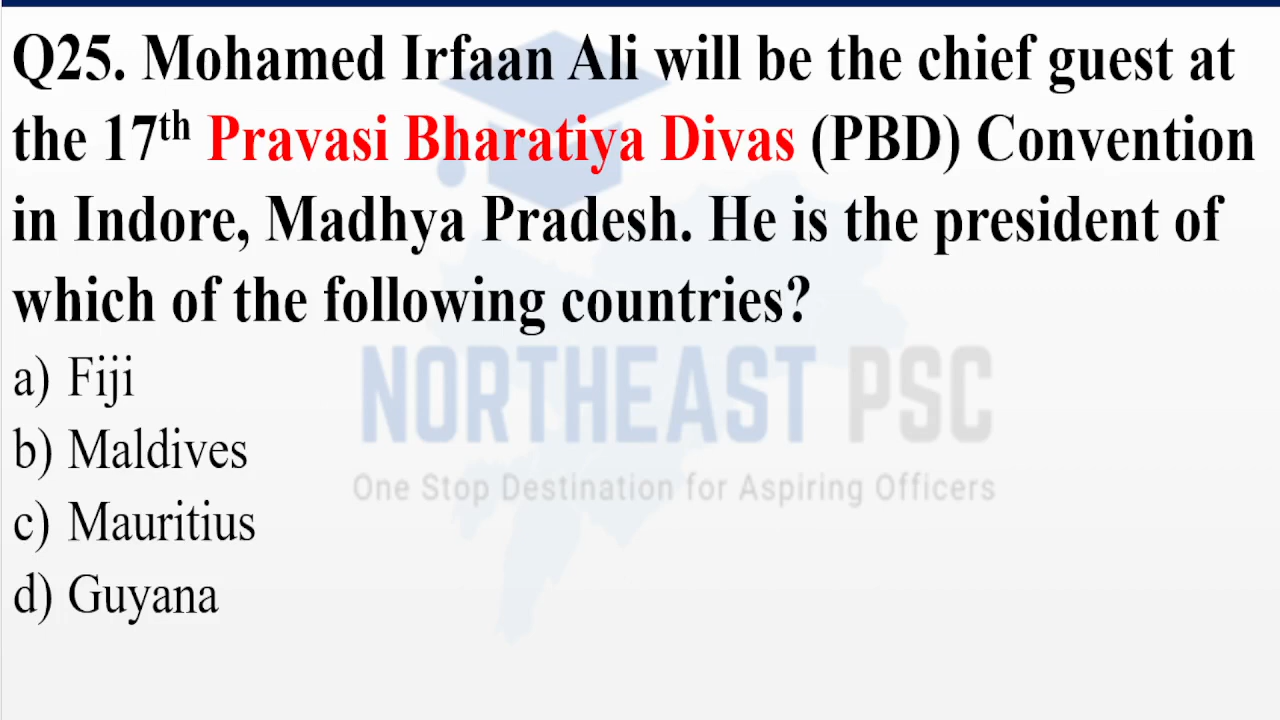 Q25. Mohamed Irfaan Ali will be the chief guest at
the 17th Pravasi Bharatiya Divas (PBD) Convention
in Indore, Madhya Pradesh. He is the president of
which of the following countries?
a) Fiji
NORTHEAST PSC
b) Maldives
One Stop Destination for Aspiring Officers
c) Mauritius
d) Guyana